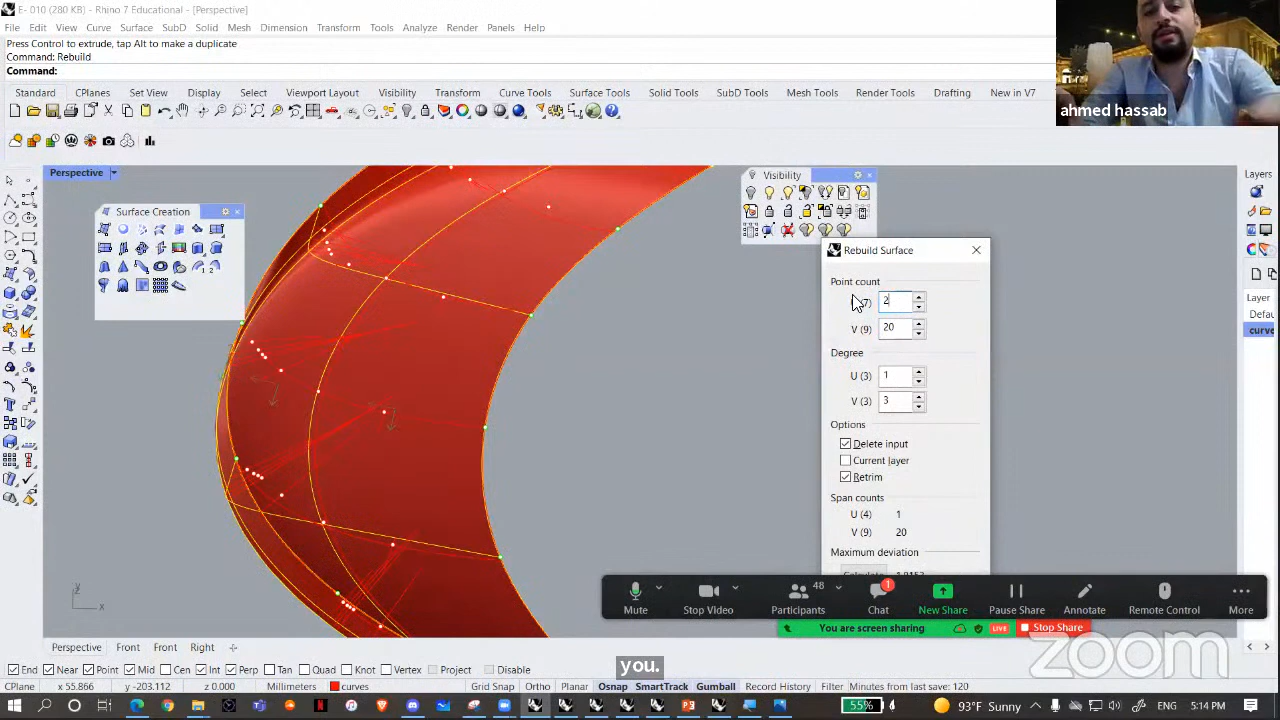 E- 010 (280 KB) - Rhino 7 Educational - [Perspective]
File Edit View Curve Surface SubD Solid Mesh Dimension Transform Tools Analyze Render Panels Help
Press Control to extrude, tap Alt to make a duplicate
Command: Rebuild
Command:
Standard CPlanes Set View Display Select Viewport Layout Visibility Transform Curve Tools Surface Tools Solid Tools SubD Tools Mesh Tools Render Tools Drafting New in V7
ahmed hassab
Perspective
Visibility
Layers
Surface Creation
Rebuild Surface
Point count
7) 2
V (9) 20
Degree
U (3) 1
V (3) 3
Options
Delete input
Current layer
Retrim
Span counts
U (4) 1
V (9) 20
Maximum deviation
Layer
Defau
curve
z
y
x
48
1
Mute Stop Video Participants Chat New Share Pause Share Annotate Remote Control More
You are screen sharing LIVE Stop Share
zoom
you.
Perspective Front Front Right
End Near Point Mid Cen Int Perp Tan Quad Knot Vertex Project Disable
CPlane x 55.866 y -203.112 z 0.000 Millimeters curves Grid Snap Ortho Planar Osnap SmartTrack Gumball Record History Filter Minutes from last save: 120
55% 93°F Sunny ENG 5:14 PM